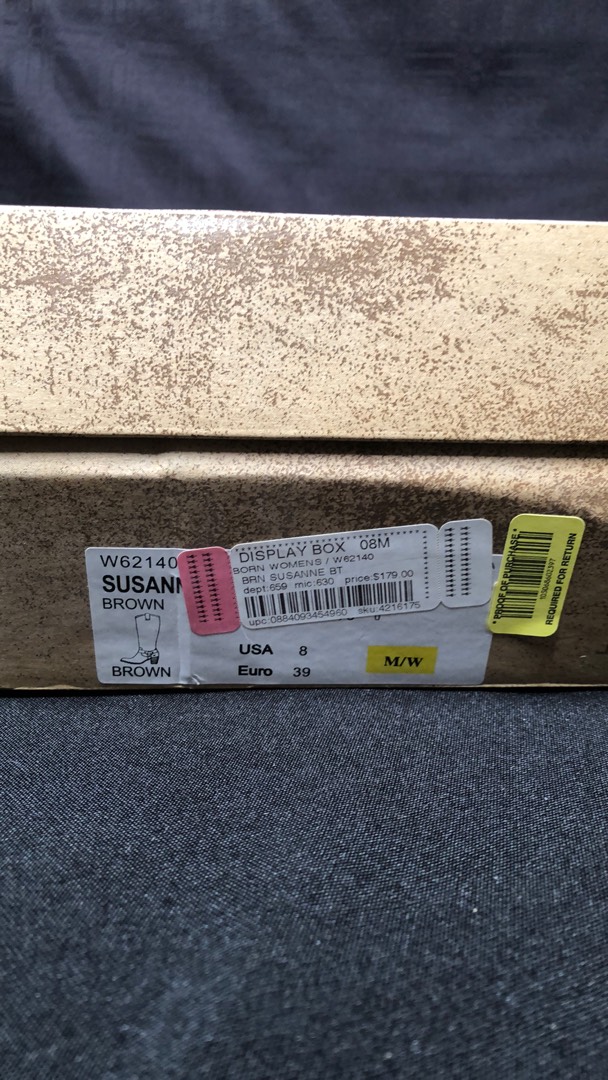 W62140
SUSANN
BROWN
BROWN
DISPLAY BOX 08M
BORN WOMENS / W62140
BRN SUSANNE BT
dept:659 mic:630 price:$179.00
upc:0884093454960 sku:4216175
USA 8
Euro 39
M/W
*PROOF OF PURCHASE*
REQUIRED FOR RETURN